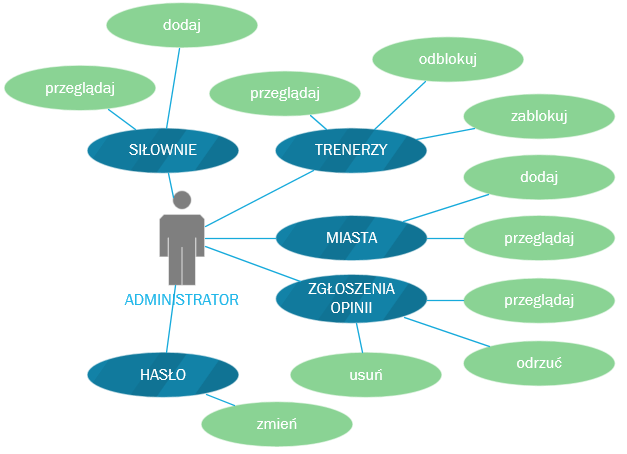 dodaj
odblokuj
przeglądaj
przeglądaj
zablokuj
SIŁOWNIE
TRENERZY
dodaj
MIASTA
przeglądaj
ZGŁOSZENIA
OPINII
przeglądaj
ADMINISTRATOR
odrzuć
HASŁO
usuń
zmień